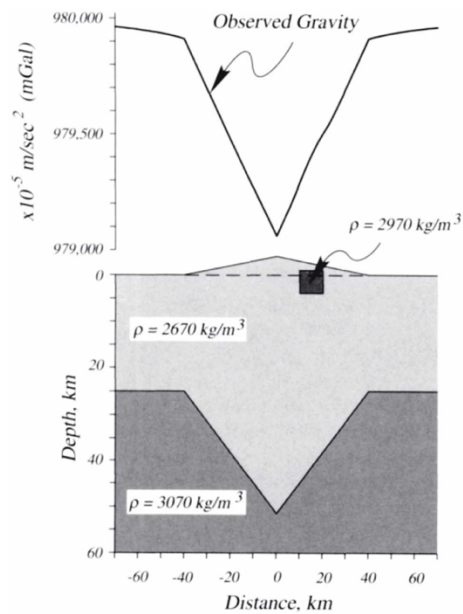 980,000
Observed Gravity
979,500
979,000
x10⁻⁵ m/sec² (mGal)
ρ = 2970 kg/m³
0
ρ = 2670 kg/m³
20
Depth, km
40
ρ = 3070 kg/m³
60
-60 -40 -20 0 20 40 60
Distance, km